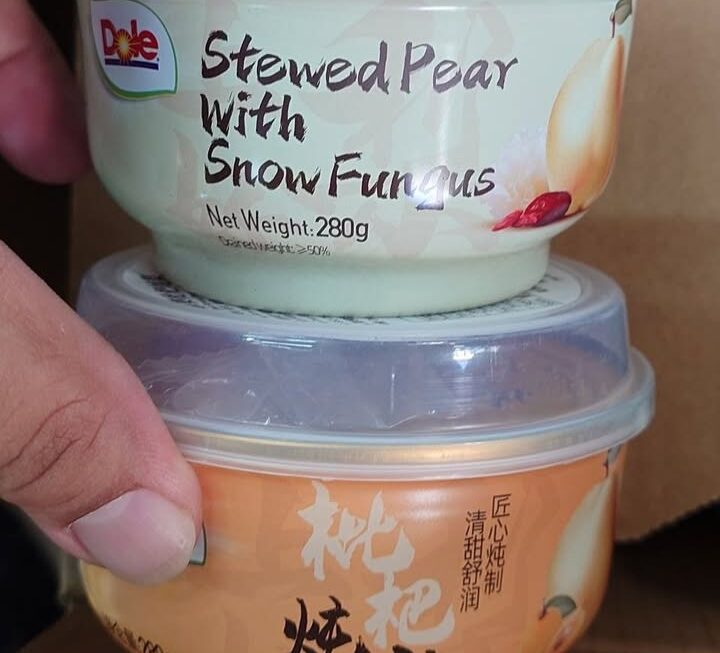 Dole
Stewed Pear
With
Snow Fungus
Net Weight:280g
Drained weight:≥50%
枇杷
炖
匠心炖制
清甜舒润